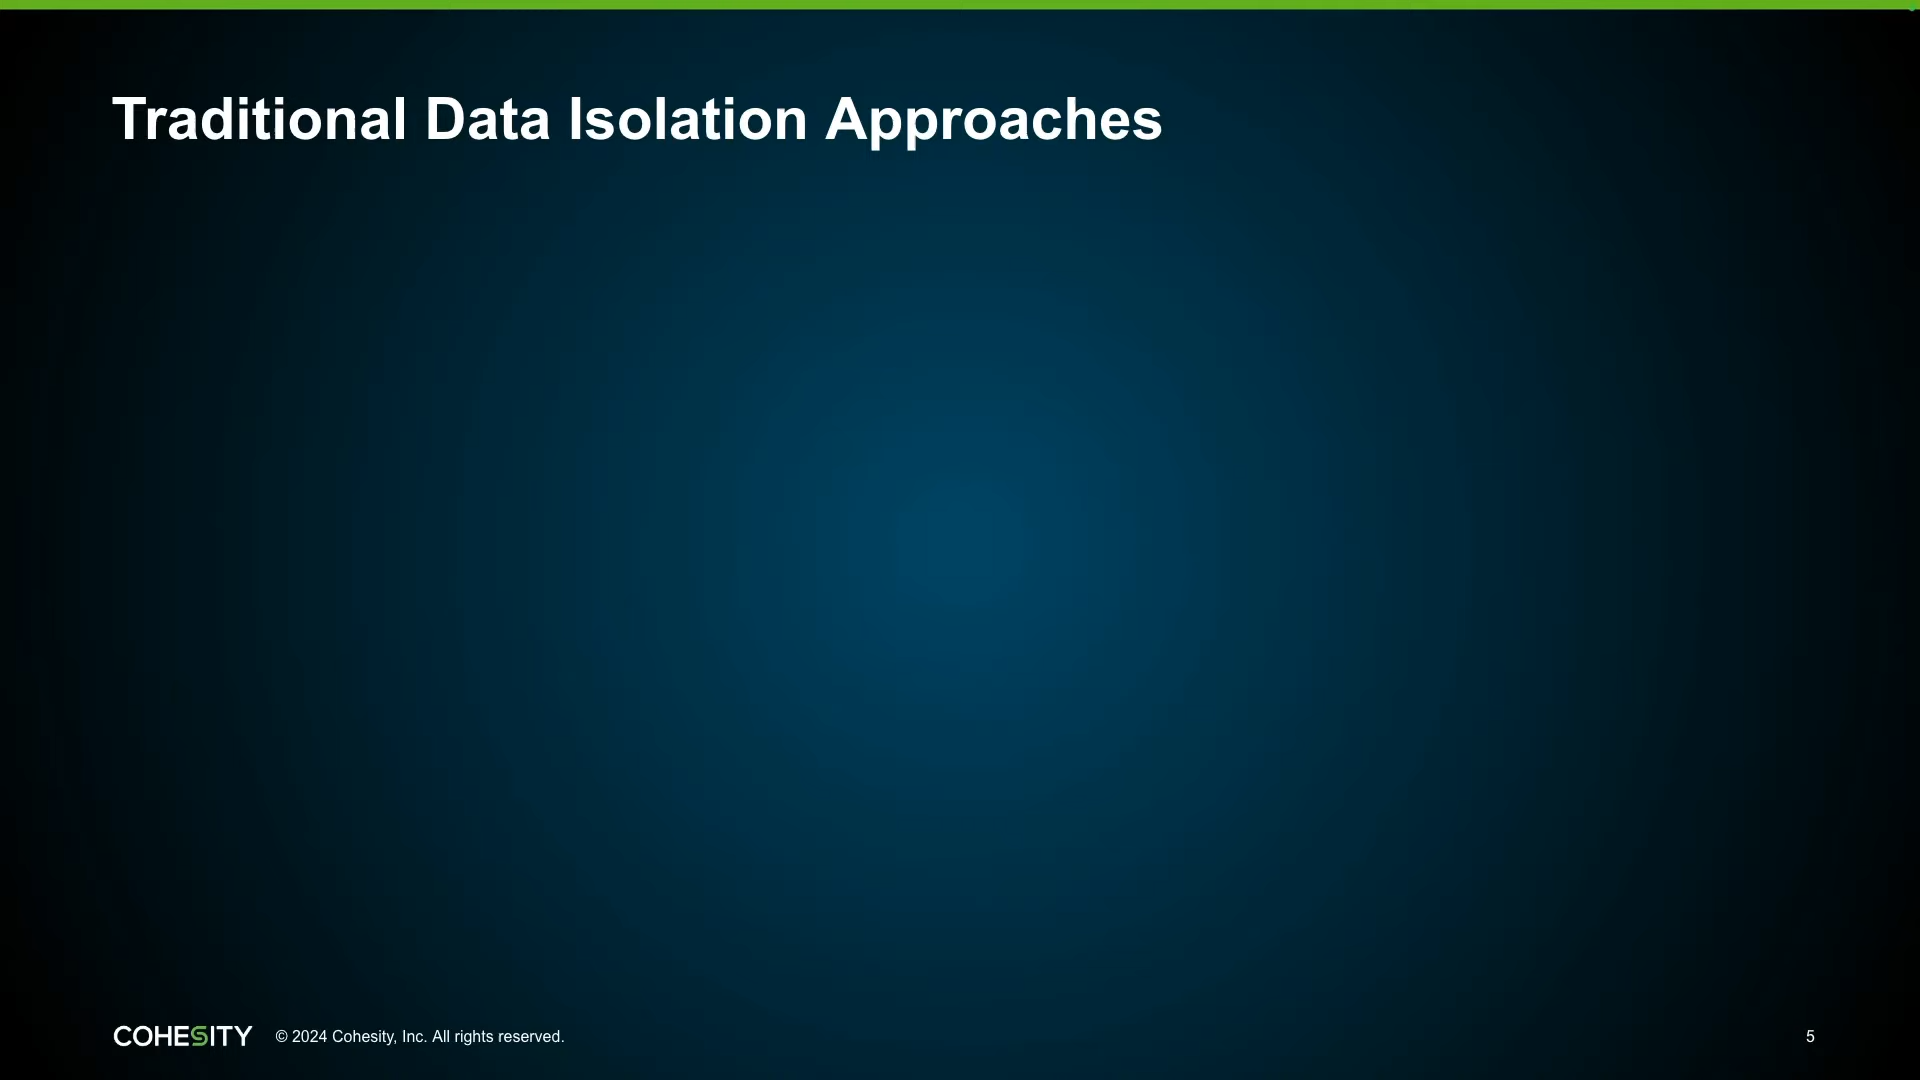 Traditional Data Isolation Approaches
COHESITY © 2024 Cohesity, Inc. All rights reserved. 5